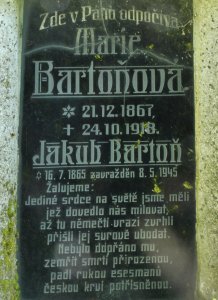 Zde v Pánu odpočívá
Marie
Bartoňová
✲ 21.12.1867
† 24.10.1918.
Jakub Bartoň
✲ 16. 7. 1865 zavražděn 8. 5. 1945
Žalujeme:
Jediné srdce na světě jsme měli
jež dovedlo nás milovat,
až tu němečtí vrazi zvrhlí
přišli jej surově ubodat.
Nebylo dopřáno mu,
zemřít smrtí přirozenou,
padl rukou esesmanů
českou krví potřísněnou.